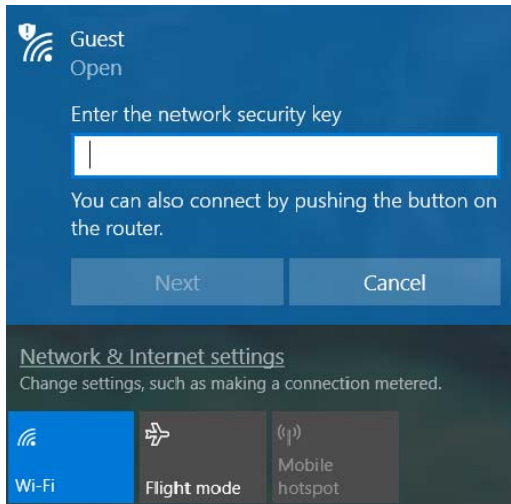 Guest
Open
Enter the network security key
You can also connect by pushing the button on
the router.
Next Cancel
Network & Internet settings
Change settings, such as making a connection metered.
Wi-Fi
Flight mode
Mobile
hotspot